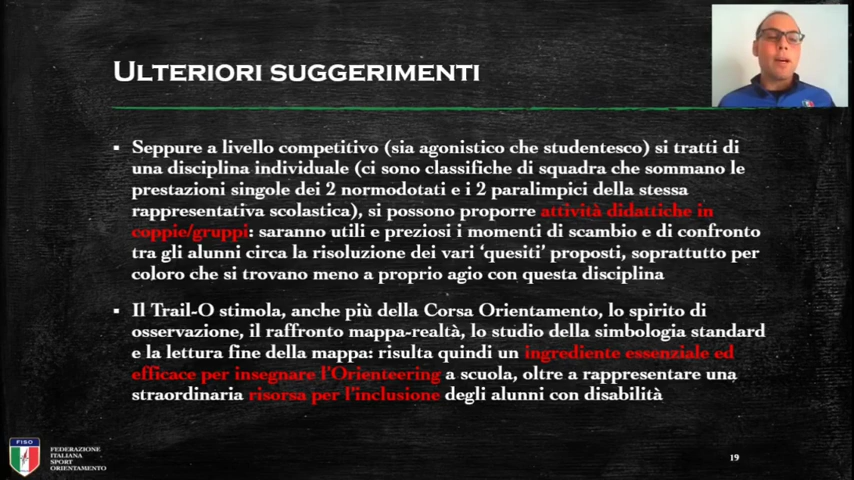 ULTERIORI SUGGERIMENTI
▪ Seppure a livello competitivo (sia agonistico che studentesco) si tratti di
una disciplina individuale (ci sono classifiche di squadra che sommano le
prestazioni singole dei 2 normodotati e i 2 paralimpici della stessa
rappresentativa scolastica), si possono proporre attività didattiche in
coppie/gruppi: saranno utili e preziosi i momenti di scambio e di confronto
tra gli alunni circa la risoluzione dei vari ‘quesiti’ proposti, soprattutto per
coloro che si trovano meno a proprio agio con questa disciplina
▪ Il Trail-O stimola, anche più della Corsa Orientamento, lo spirito di
osservazione, il raffronto mappa-realtà, lo studio della simbologia standard
e la lettura fine della mappa: risulta quindi un ingrediente essenziale ed
efficace per insegnare l’Orienteering a scuola, oltre a rappresentare una
straordinaria risorsa per l’inclusione degli alunni con disabilità
FISO
FEDERAZIONE
ITALIANA
SPORT
ORIENTAMENTO
19